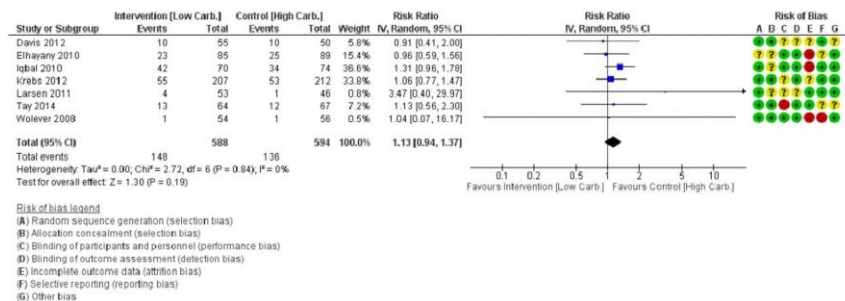 Intervention [Low Carb.] Control [High Carb.] Risk Ratio Risk Ratio Risk of Bias
Study or Subgroup Events Total Events Total Weight IV, Random, 95% CI IV, Random, 95% CI A B C D E F G
Davis 2012 10 55 10 50 5.8% 0.91 [0.41, 2.00]
Elhayany 2010 23 85 25 89 15.4% 0.96 [0.59, 1.56]
Iqbal 2010 42 70 34 74 36.6% 1.31 [0.96, 1.78]
Krebs 2012 55 207 53 212 33.8% 1.06 [0.77, 1.47]
Larsen 2011 4 53 1 46 0.8% 3.47 [0.40, 29.97]
Tay 2014 13 64 12 67 7.2% 1.13 [0.56, 2.30]
Wolever 2008 1 54 1 56 0.5% 1.04 [0.07, 16.17]
Total (95% CI) 588 594 100.0% 1.13 [0.94, 1.37]
Total events 148 136
Heterogeneity: Tau² = 0.00; Chi² = 2.72, df = 6 (P = 0.84); I² = 0%
Test for overall effect: Z = 1.30 (P = 0.19)
0.1 0.2 0.5 1 2 5 10
Favours Intervention [Low Carb.] Favours Control [High Carb.]
Risk of bias legend
(A) Random sequence generation (selection bias)
(B) Allocation concealment (selection bias)
(C) Blinding of participants and personnel (performance bias)
(D) Blinding of outcome assessment (detection bias)
(E) Incomplete outcome data (attrition bias)
(F) Selective reporting (reporting bias)
(G) Other bias